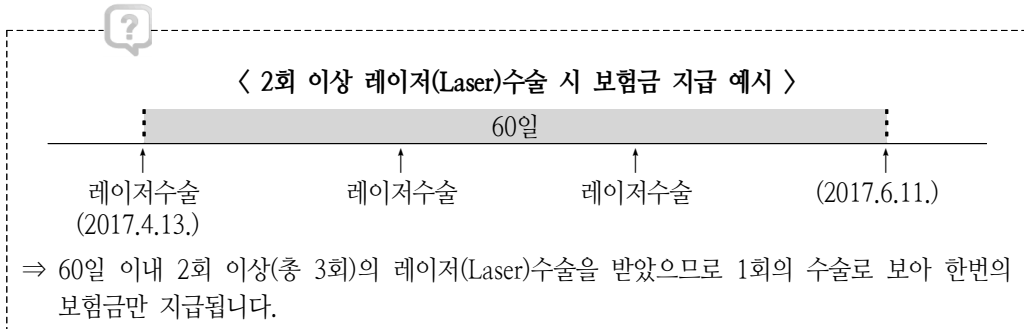 ?
〈 2회 이상 레이저(Laser)수술 시 보험금 지급 예시 〉
60일
레이저수술 레이저수술 레이저수술 (2017.6.11.)
(2017.4.13.)
⇒ 60일 이내 2회 이상(총 3회)의 레이저(Laser)수술을 받았으므로 1회의 수술로 보아 한번의
보험금만 지급됩니다.